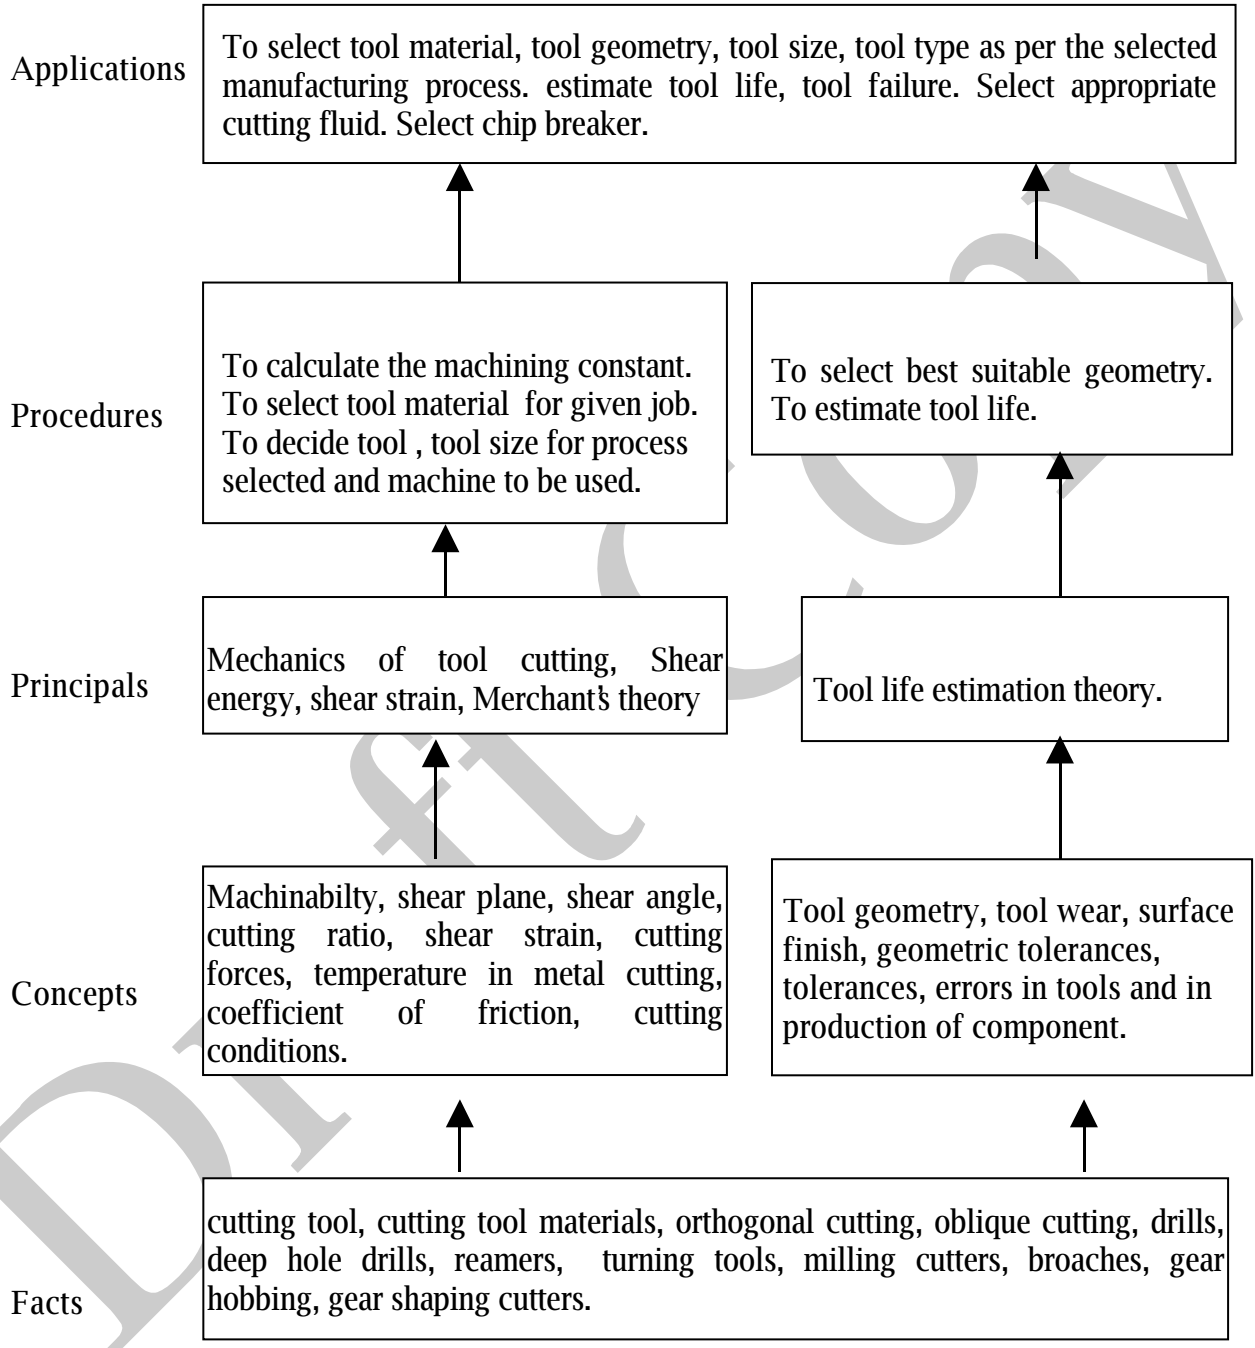 Applications
To select tool material, tool geometry, tool size, tool type as per the selected
manufacturing process. estimate tool life, tool failure. Select appropriate
cutting fluid. Select chip breaker.
Procedures
To calculate the machining constant.
To select tool material for given job.
To decide tool , tool size for process
selected and machine to be used.
To select best suitable geometry.
To estimate tool life.
Principals
Mechanics of tool cutting, Shear
energy, shear strain, Merchant's theory
Tool life estimation theory.
Concepts
Machinabilty, shear plane, shear angle,
cutting ratio, shear strain, cutting
forces, temperature in metal cutting,
coefficient of friction, cutting
conditions.
Tool geometry, tool wear, surface
finish, geometric tolerances,
tolerances, errors in tools and in
production of component.
Facts
cutting tool, cutting tool materials, orthogonal cutting, oblique cutting, drills,
deep hole drills, reamers, turning tools, milling cutters, broaches, gear
hobbing, gear shaping cutters.
Draft Copy